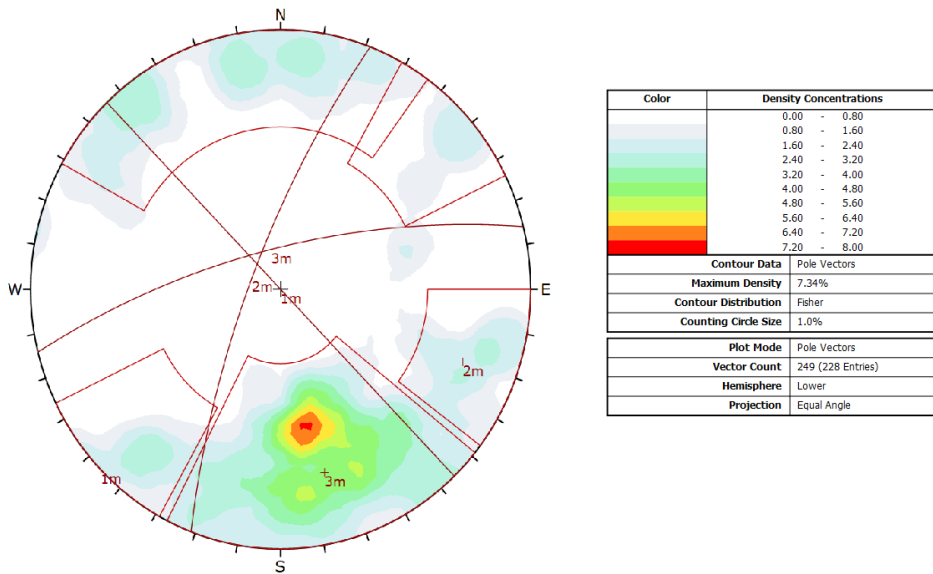 N
W
E
S
3m
2m
1m
2m
3m
1m
Color Density Concentrations
0.00 - 0.80
0.80 - 1.60
1.60 - 2.40
2.40 - 3.20
3.20 - 4.00
4.00 - 4.80
4.80 - 5.60
5.60 - 6.40
6.40 - 7.20
7.20 - 8.00
Contour Data Pole Vectors
Maximum Density 7.34%
Contour Distribution Fisher
Counting Circle Size 1.0%
Plot Mode Pole Vectors
Vector Count 249 (228 Entries)
Hemisphere Lower
Projection Equal Angle